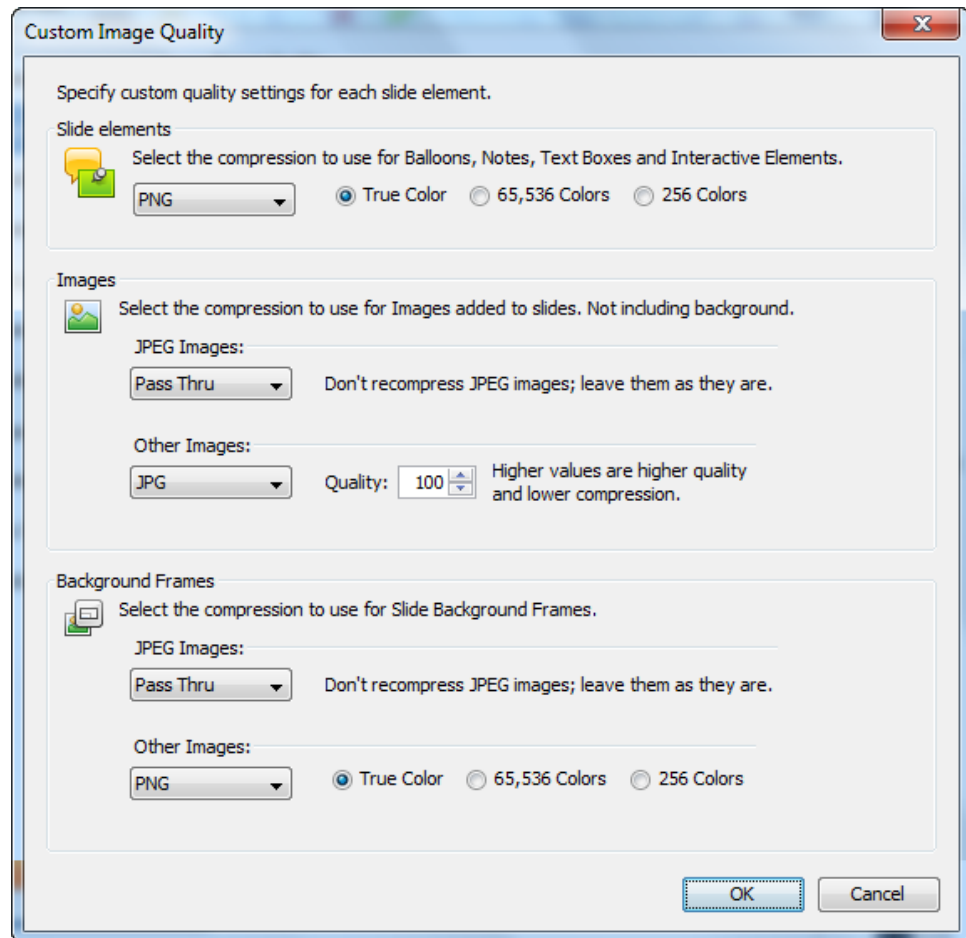 Custom Image Quality
Specify custom quality settings for each slide element.
Slide elements
Select the compression to use for Balloons, Notes, Text Boxes and Interactive Elements.
PNG True Color 65,536 Colors 256 Colors
Images
Select the compression to use for Images added to slides. Not including background.
JPEG Images:
Pass Thru Don't recompress JPEG images; leave them as they are.
Other Images:
JPG Quality: 100 Higher values are higher quality
and lower compression.
Background Frames
Select the compression to use for Slide Background Frames.
JPEG Images:
Pass Thru Don't recompress JPEG images; leave them as they are.
Other Images:
PNG True Color 65,536 Colors 256 Colors
OK Cancel